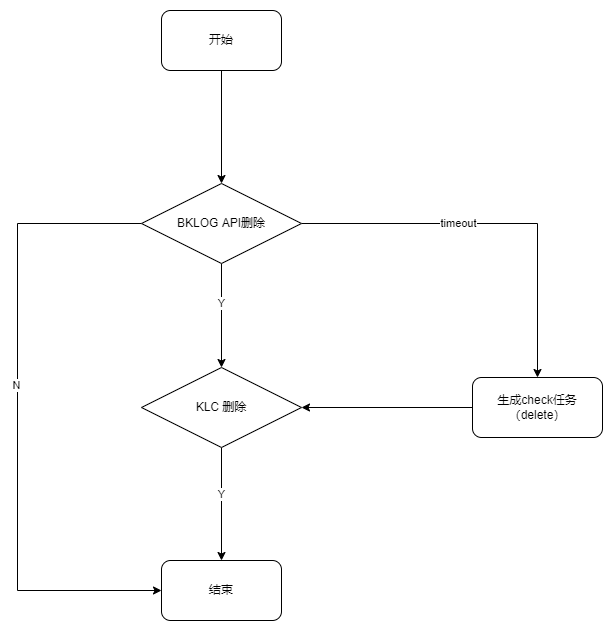 开始
BKLOG API删除
timeout
Y
N
KLC 删除
生成check任务
（delete）
Y
结束